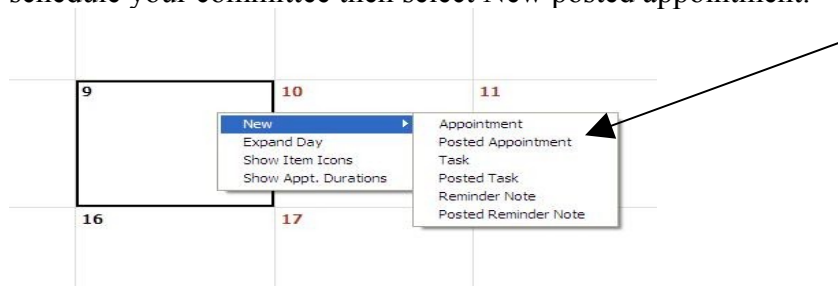 schedule your committee then select New posted appointment.
9 10 11
New Appointment
Expand Day Posted Appointment
Show Item Icons Task
Show Appt. Durations Posted Task
Reminder Note
Posted Reminder Note
16 17